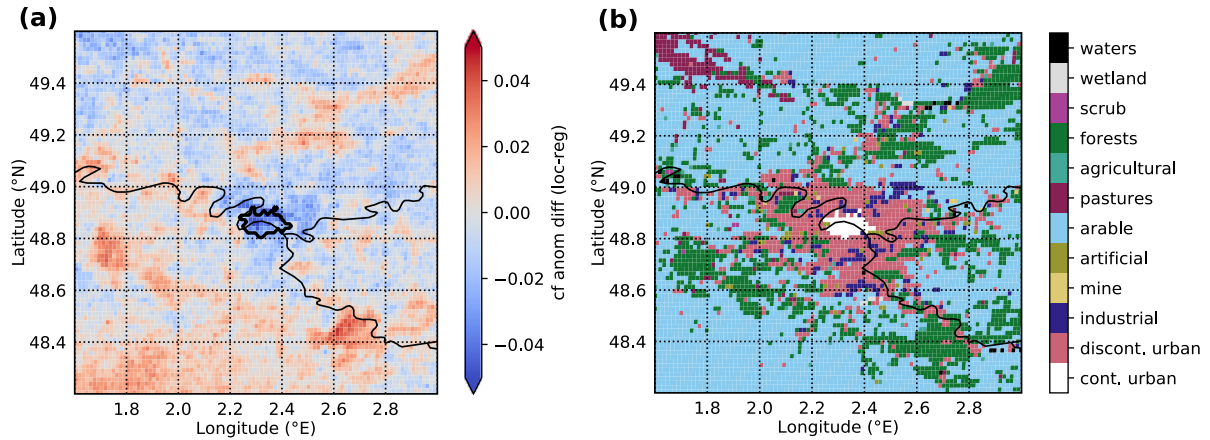 (a)
49.4
49.2
49.0
48.8
48.6
48.4
Latitude (°N)
1.8 2.0 2.2 2.4 2.6 2.8
Longitude (°E)
0.04
0.02
0.00
−0.02
−0.04
cf anom diff (loc-reg)
(b)
49.4
49.2
49.0
48.8
48.6
48.4
Latitude (°N)
1.8 2.0 2.2 2.4 2.6 2.8
Longitude (°E)
waters
wetland
scrub
forests
agricultural
pastures
arable
artificial
mine
industrial
discont. urban
cont. urban